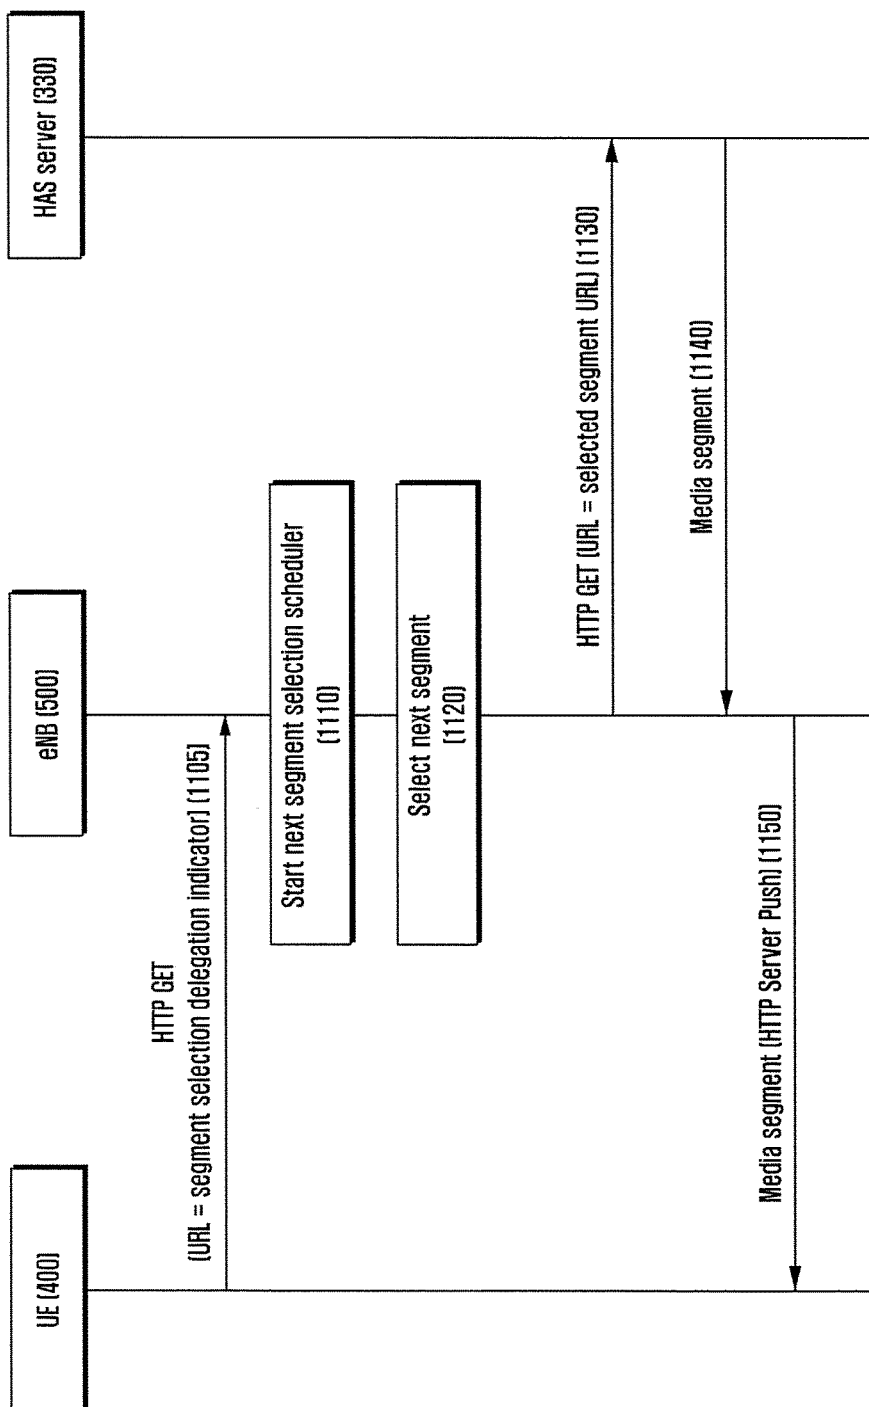 UE (400)
eNB (500)
HAS server (330)
HTTP GET
(URL = segment selection delegation indicator) (1105)
Start next segment selection scheduler
(1110)
Select next segment
(1120)
HTTP GET (URL = selected segment URL) (1130)
Media segment (1140)
Media segment (HTTP Server Push) (1150)